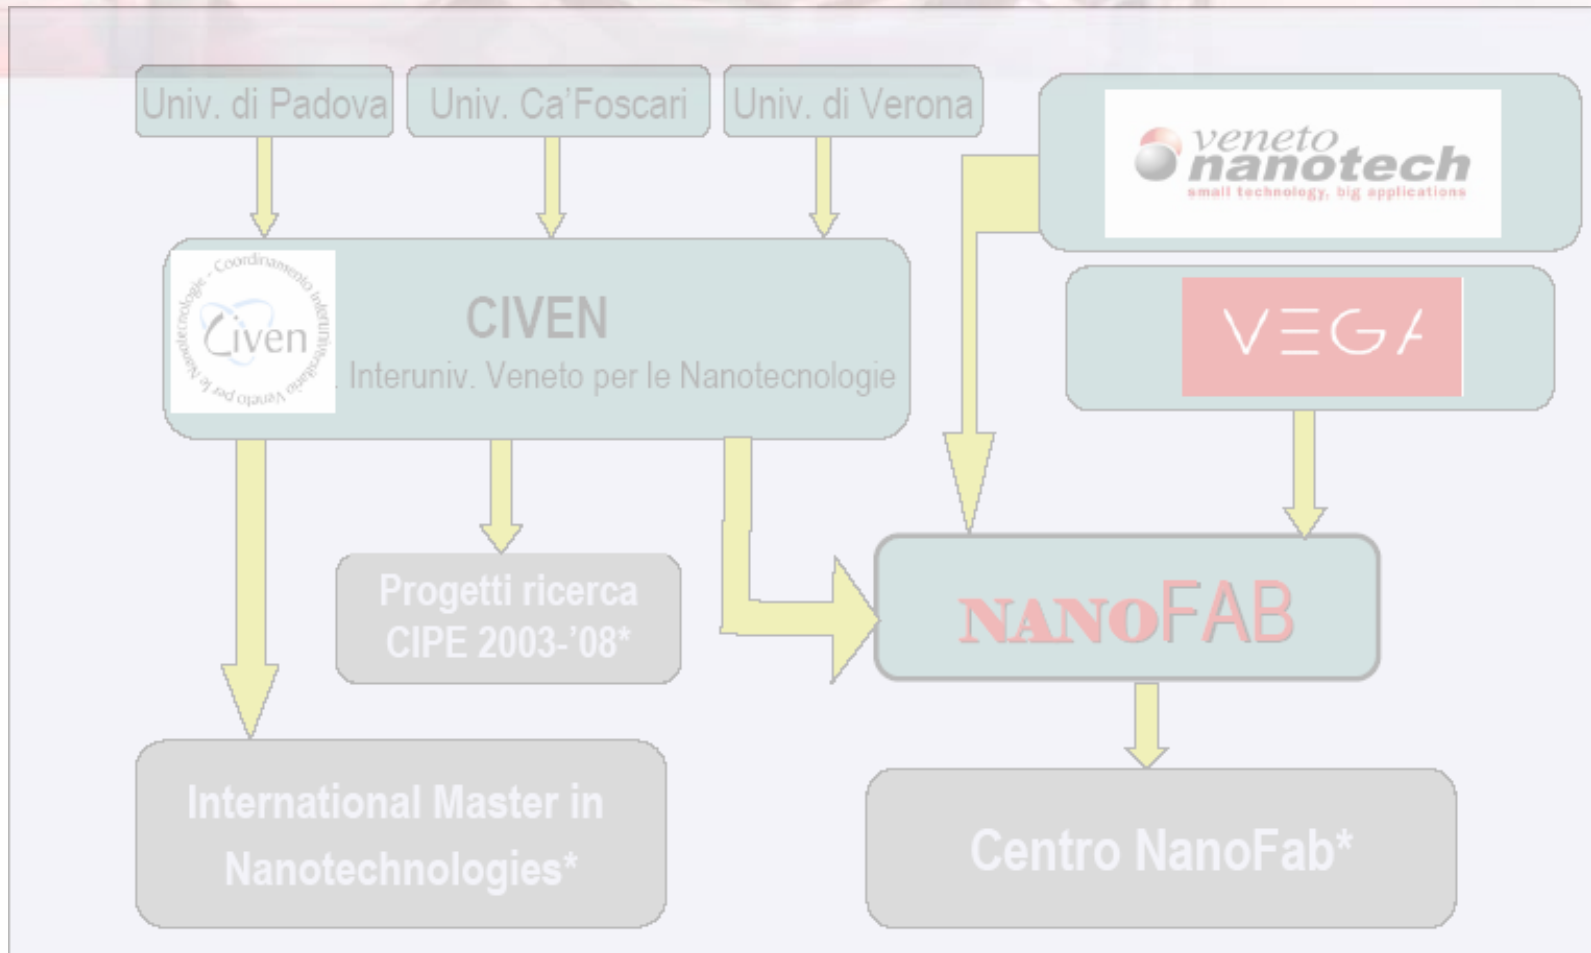 Univ. di Padova
Univ. Ca'Foscari
Univ. di Verona
veneto
nanotech
small technology, big applications
VEGA
Civen
Coordinamento Interuniversitario Veneto per le Nanotecnologie -
CIVEN
. Interuniv. Veneto per le Nanotecnologie
Progetti ricerca
CIPE 2003-'08*
NANOFAB
International Master in
Nanotechnologies*
Centro NanoFab*